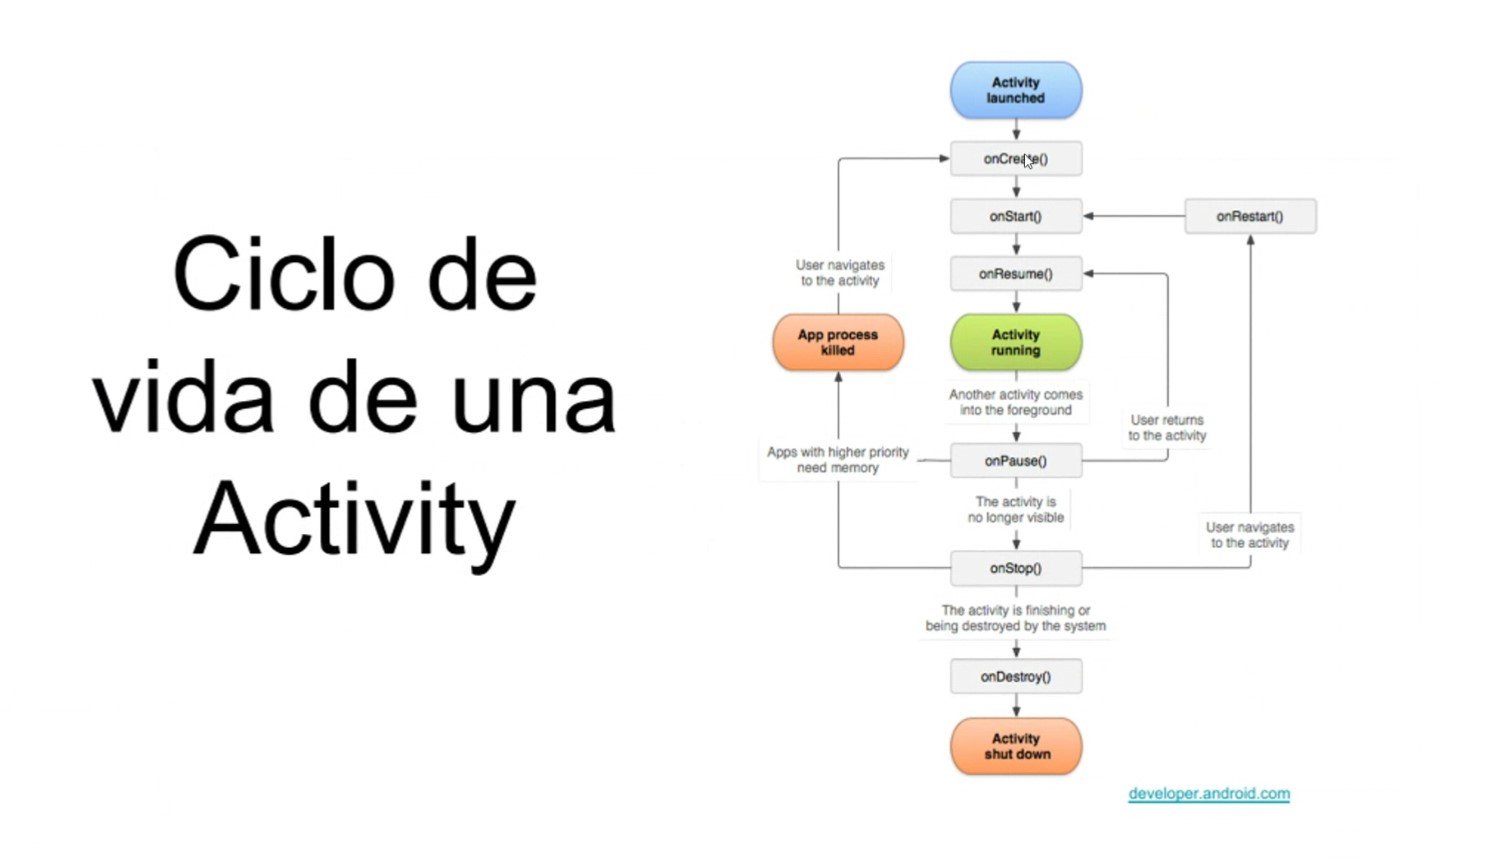 Ciclo de
vida de una
Activity
Activity
launched
onCreate()
onStart()
onRestart()
onResume()
User navigates
to the activity
App process
killed
Activity
running
Another activity comes
into the foreground
User returns
to the activity
Apps with higher priority
need memory
onPause()
The activity is
no longer visible
User navigates
to the activity
onStop()
The activity is finishing or
being destroyed by the system
onDestroy()
Activity
shut down
developer.android.com